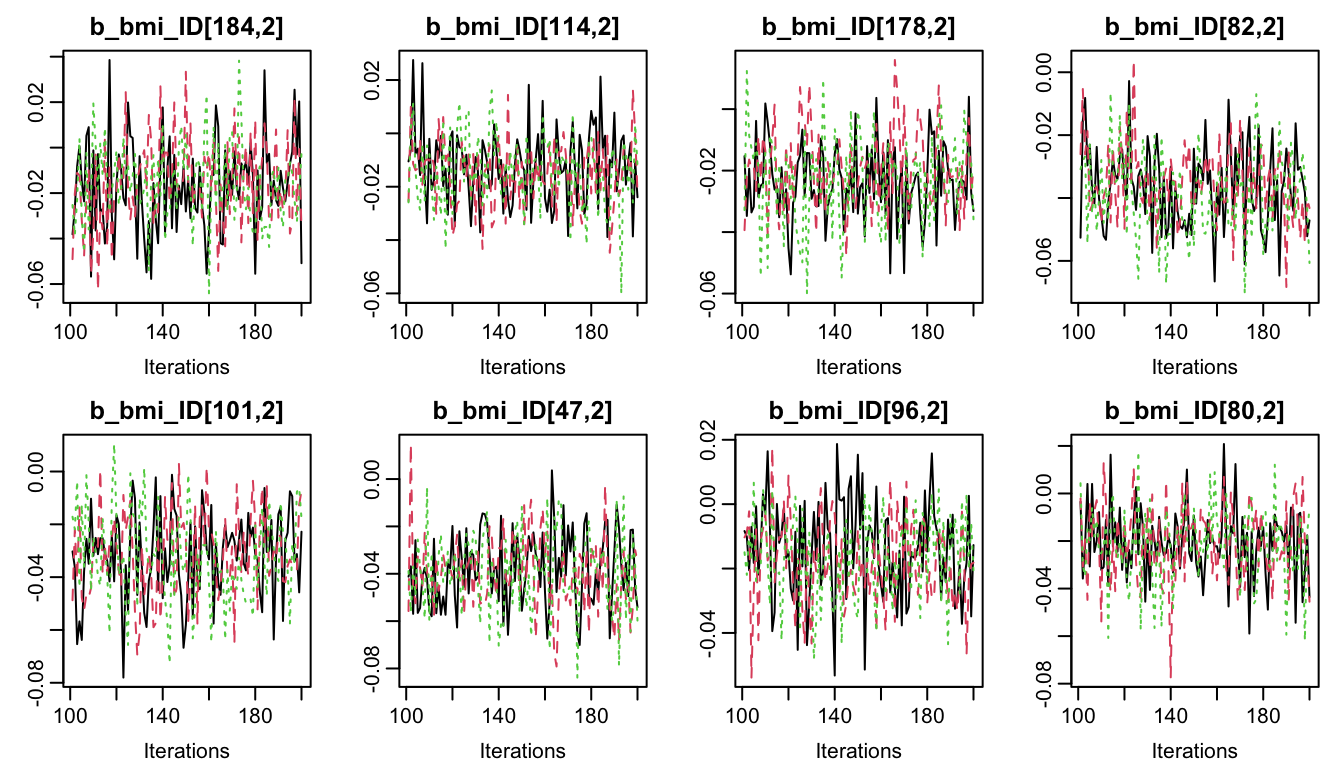 b_bmi_ID[184,2] b_bmi_ID[114,2] b_bmi_ID[178,2] b_bmi_ID[82,2]
0.02 -0.02 -0.06
0.02 -0.02 -0.06
-0.02 -0.06
0.00 -0.02 -0.06
100 140 180 100 140 180 100 140 180 100 140 180
Iterations Iterations Iterations Iterations
b_bmi_ID[101,2] b_bmi_ID[47,2] b_bmi_ID[96,2] b_bmi_ID[80,2]
0.00 -0.04 -0.08
0.00 -0.04 -0.08
0.02 0.00 -0.04
0.00 -0.04 -0.08
100 140 180 100 140 180 100 140 180 100 140 180
Iterations Iterations Iterations Iterations